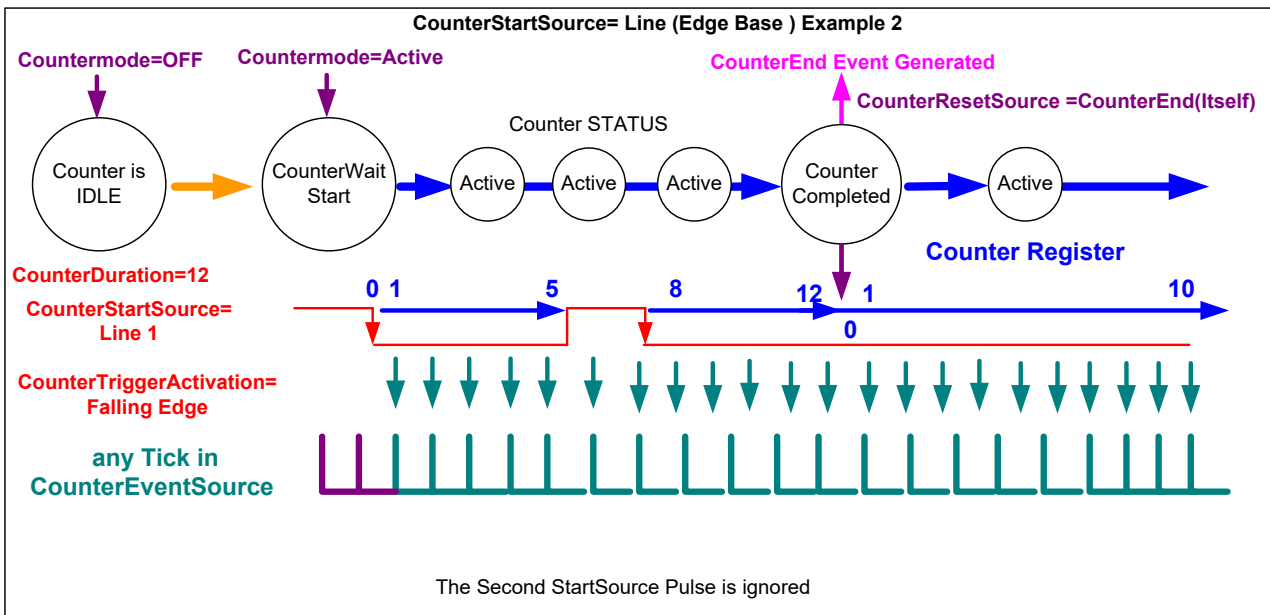 CounterStartSource= Line (Edge Base ) Example 2
Countermode=OFF
Countermode=Active
CounterEnd Event Generated
CounterResetSource =CounterEnd(Itself)
Counter STATUS
Counter is
IDLE
CounterWait
Start
Active
Active
Active
Counter
Completed
Active
Counter Register
CounterDuration=12
0 1
5
8
12
1
10
0
CounterStartSource=
Line 1
CounterTriggerActivation=
Falling Edge
any Tick in
CounterEventSource
The Second StartSource Pulse is ignored